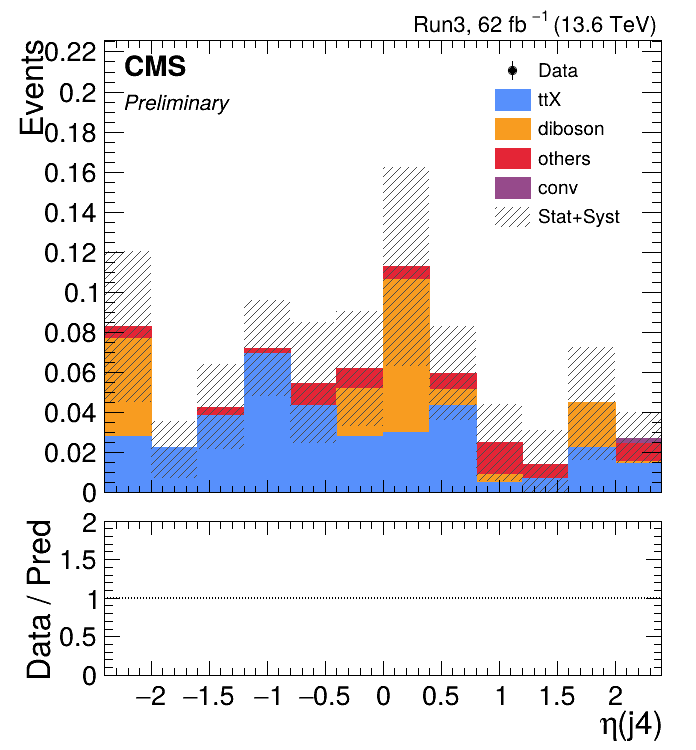 Run3, 62 fb⁻¹ (13.6 TeV)
CMS
Preliminary
Events
Data
ttX
diboson
others
conv
Stat+Syst
0.22
0.2
0.18
0.16
0.14
0.12
0.1
0.08
0.06
0.04
0.02
0
Data / Pred
2
1.5
1
0.5
0
−2 −1.5 −1 −0.5 0 0.5 1 1.5 2
η(j4)